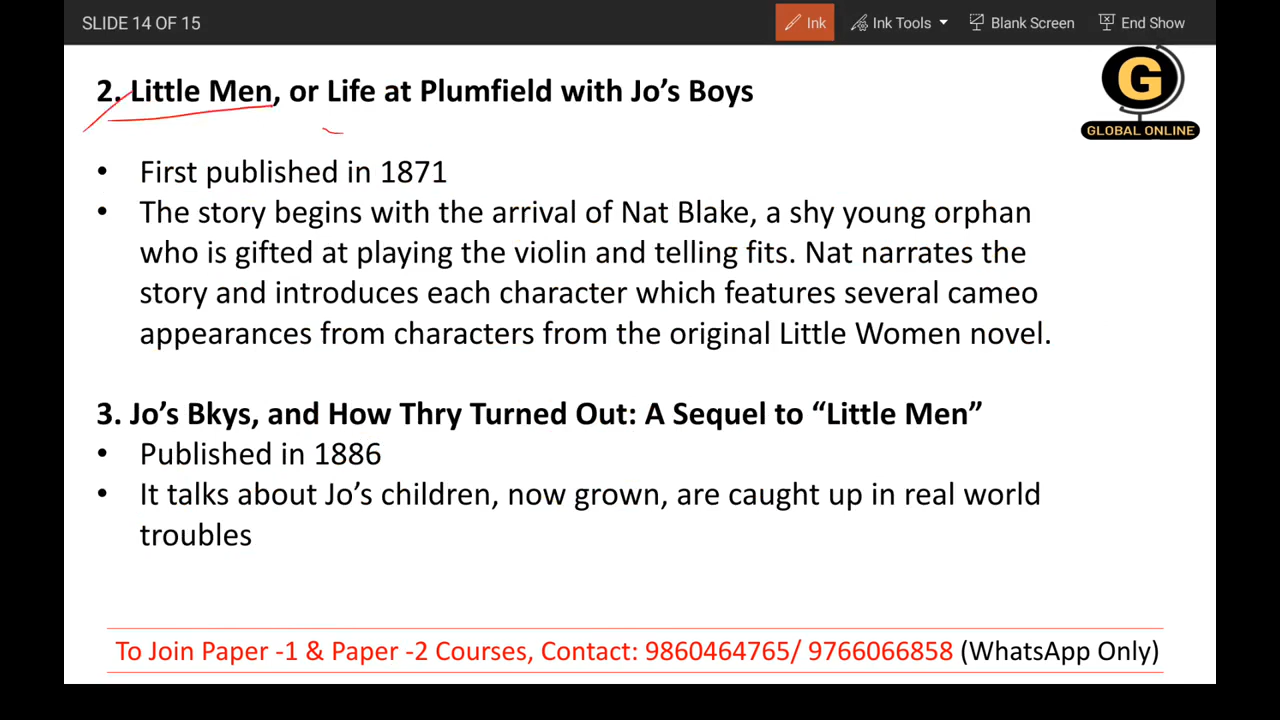 SLIDE 14 OF 15
Ink
Ink Tools
Blank Screen
End Show
2. Little Men, or Life at Plumfield with Jo's Boys
G
GLOBAL ONLINE
• First published in 1871
• The story begins with the arrival of Nat Blake, a shy young orphan
who is gifted at playing the violin and telling fits. Nat narrates the
story and introduces each character which features several cameo
appearances from characters from the original Little Women novel.
3. Jo's Bkys, and How Thry Turned Out: A Sequel to “Little Men”
• Published in 1886
• It talks about Jo's children, now grown, are caught up in real world
troubles
To Join Paper -1 & Paper -2 Courses, Contact: 9860464765/ 9766066858 (WhatsApp Only)